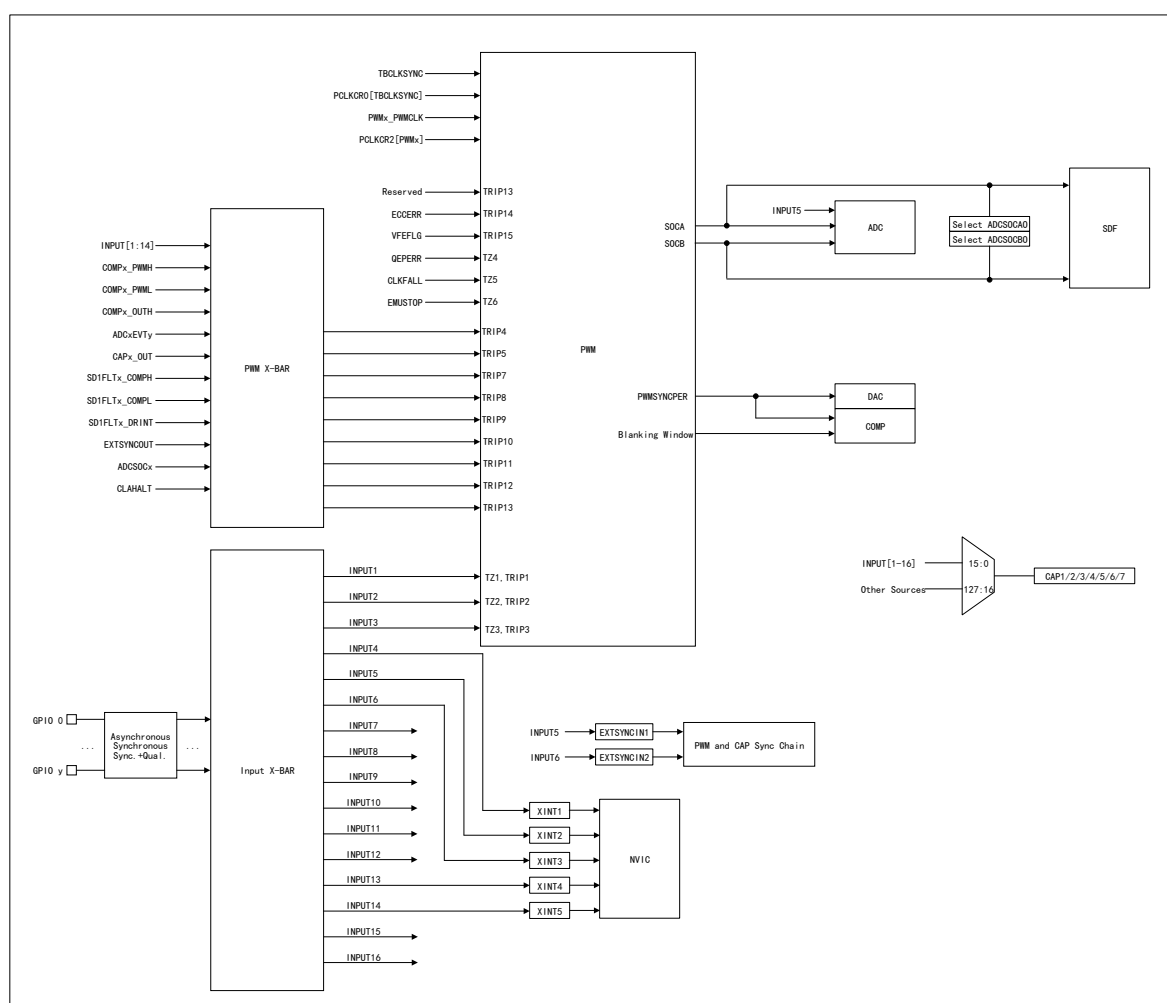 TBCLKSYNC
PCLKCR0[TBCLKSYNC]
PWMx_PWMCLK
PCLKCR2[PWMx]
Reserved
TRIP13
ECCERR
TRIP14
VFEFLG
TRIP15
QEPERR
TZ4
CLKFALL
TZ5
EMUSTOP
TZ6
INPUT[1:14]
COMPx_PWMH
COMPx_PWML
COMPx_OUTH
ADCxEVTy
CAPx_OUT
SD1FLTx_COMPH
SD1FLTx_COMPL
SD1FLTx_DRINT
EXTSYNCOUT
ADCSOCx
CLAHALT
PWM X-BAR
TRIP4
TRIP5
TRIP7
TRIP8
TRIP9
TRIP10
TRIP11
TRIP12
TRIP13
PWM
SOCA
SOCB
INPUT5
ADC
Select ADCSOCAO
Select ADCSOCBO
SDF
PWMSYNCPER
Blanking Window
DAC
COMP
INPUT[1-16]
Other Sources
15:0
127:16
CAP1/2/3/4/5/6/7
INPUT1
INPUT2
INPUT3
TZ1,TRIP1
TZ2,TRIP2
TZ3,TRIP3
INPUT4
INPUT5
INPUT6
INPUT7
INPUT8
INPUT9
INPUT10
INPUT11
INPUT12
INPUT13
INPUT14
INPUT15
INPUT16
GPIO 0
...
GPIO y
Asynchronous
Synchronous
Sync.+Qual.
...
Input X-BAR
INPUT5
EXTSYNCIN1
INPUT6
EXTSYNCIN2
PWM and CAP Sync Chain
XINT1
XINT2
XINT3
XINT4
XINT5
NVIC